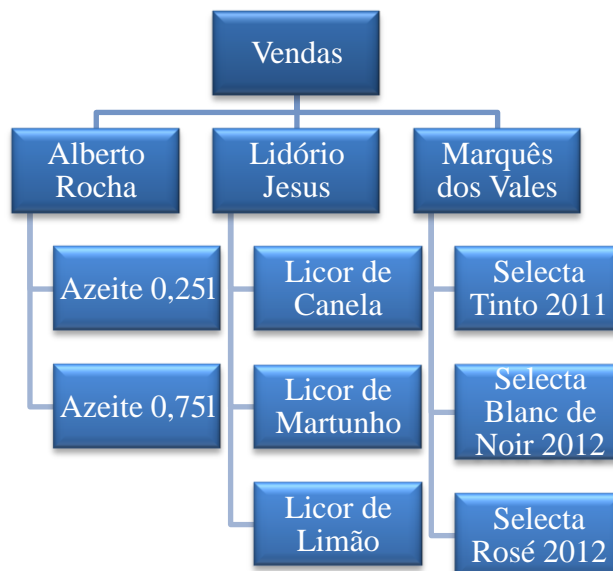 Vendas
Alberto
Rocha
Lidório
Jesus
Marquês
dos Vales
Azeite 0,25l
Azeite 0,75l
Licor de
Canela
Licor de
Martunho
Licor de
Limão
Selecta
Tinto 2011
Selecta
Blanc de
Noir 2012
Selecta
Rosé 2012